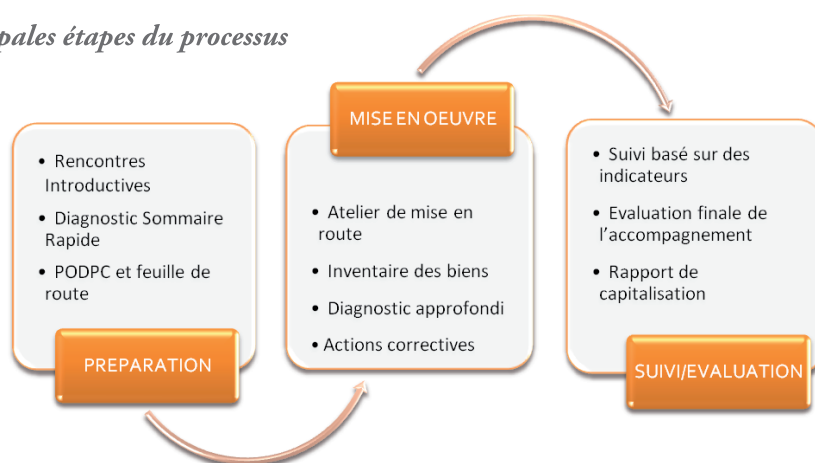 étapes du processus
• Rencontres
Introductives
• Diagnostic Sommaire
Rapide
• PODPC et feuille de
route
PREPARATION
MISE EN OEUVRE
• Atelier de mise en
route
• Inventaire des biens
• Diagnostic approfondi
• Actions correctives
• Suivi basé sur des
indicateurs
• Evaluation finale de
l’accompagnement
• Rapport de
capitalisation
SUIVI/EVALUATION